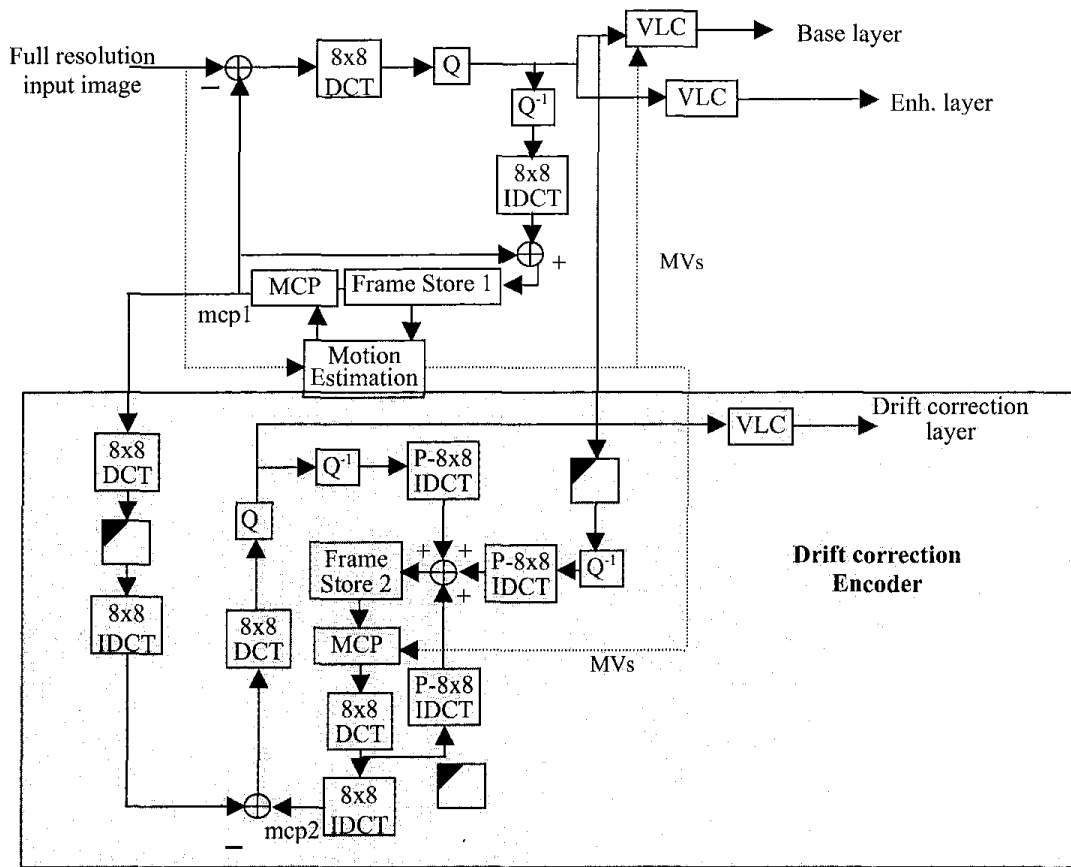 Full resolution
input image
−
8x8
DCT
Q
VLC
Base layer
VLC
Enh. layer
Q-1
8x8
IDCT
+
MVs
mcp1
MCP
Frame Store 1
Motion
Estimation
VLC
Drift correction
layer
8x8
DCT
Q
Q-1
P-8x8
IDCT
Frame
Store 2
+
+
+
P-8x8
IDCT
Q-1
Drift correction
Encoder
8x8
IDCT
8x8
DCT
MCP
MVs
8x8
DCT
P-8x8
IDCT
8x8
IDCT
mcp2
−